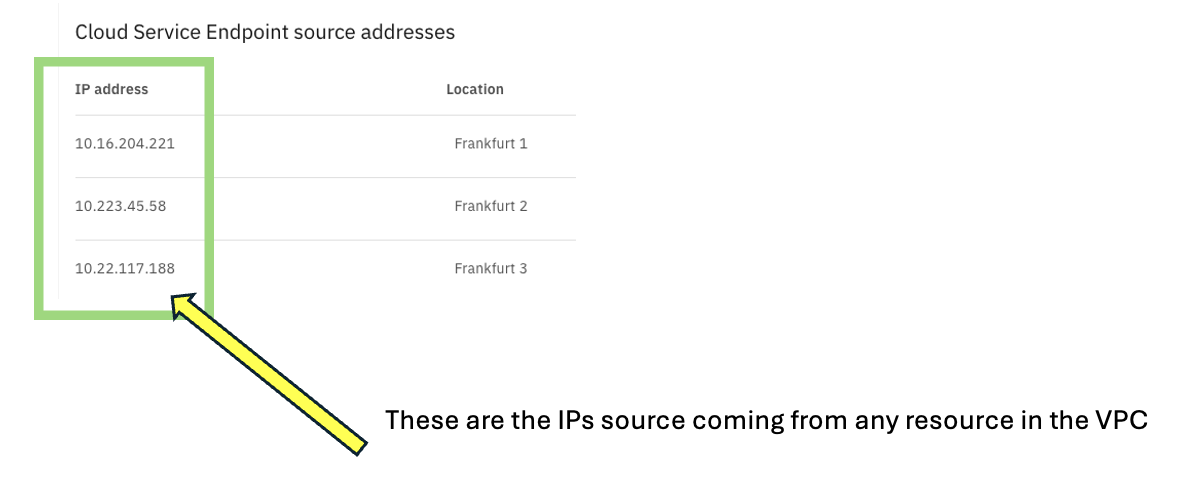 Cloud Service Endpoint source addresses
IP address Location
10.16.204.221 Frankfurt 1
10.223.45.58 Frankfurt 2
10.22.117.188 Frankfurt 3
These are the IPs source coming from any resource in the VPC